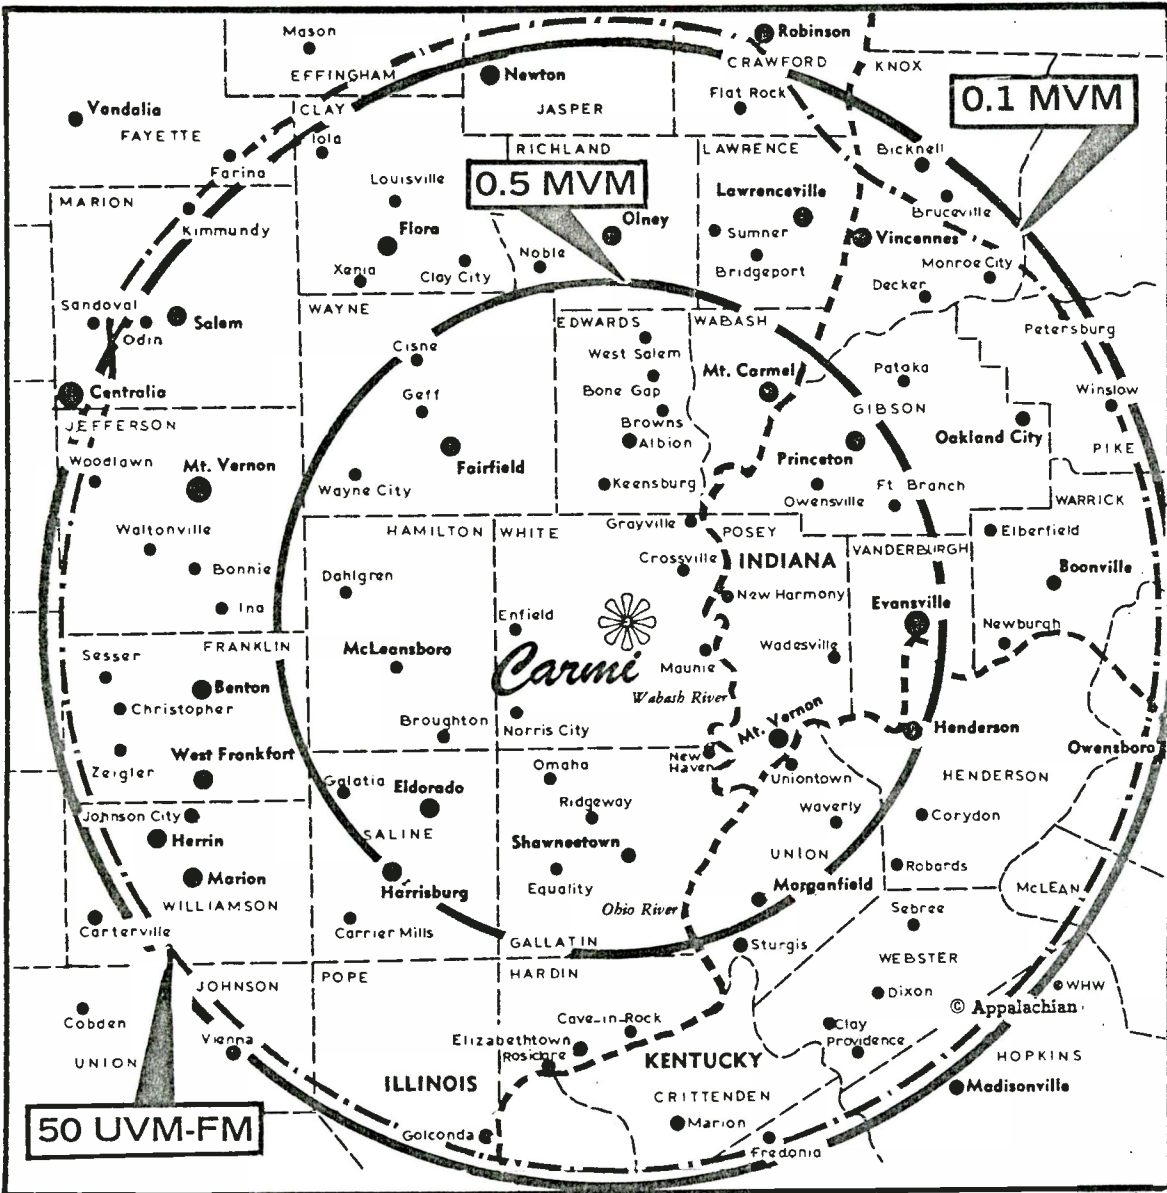 Mason
Robinson
EFFINGHAM
Newton
CRAWFORD
KNOX
Vandalia
FAYETTE
CLAY
JASPER
Flat Rock
0.1 MVM
Iola
RICHLAND
LAWRENCE
Bicknell
Farina
Louisville
0.5 MVM
Lawrenceville
MARION
Bruceville
Kimmundy
Flora
Olney
Sumner
Vincennes
Xenia
Clay City
Noble
Bridgeport
Monroe City
Decker
Sandoval
Odin
Salem
WAYNE
EDWARDS
WABASH
Petersburg
Cisne
West Salem
Mt. Carmel
Pataka
Centralia
Geff
Bone Gap
Winslow
JEFFERSON
Browns
GIBSON
Albion
Oakland City
Woodlawn
Mt. Vernon
Fairfield
Princeton
PIKE
Wayne City
Keensburg
Owensville
Ft Branch
WARRICK
Waltonville
HAMILTON
WHITE
Grayville
POSEY
Elberfield
Crossville
INDIANA
VANDERBURGH
Bonnie
Dahlgren
Boonville
Ina
Enfield
New Harmony
Evansville
FRANKLIN
McLeansboro
Carmi
Maunie
Wadesville
Newburgh
Sesser
Benton
Wabash River
Christopher
Broughton
Norris City
Mt. Vernon
Henderson
Zeigler
West Frankfort
New
Haven
Owensboro
Galatia
Eldorado
Omaha
Uniontown
HENDERSON
Johnson City
Ridgeway
Waverly
Corydon
Herrin
SALINE
Shawneetown
UNION
Marion
Harrisburg
Equality
Morganfield
Robards
McLEAN
WILLIAMSON
Ohio River
Sebree
Carterville
Carrier Mills
GALLATIN
Sturgis
WEBSTER
JOHNSON
POPE
HARDIN
Dixon
WHW
© Appalachian
Cobden
Vienna
Cave-in-Rock
Clay
Providence
Elizabethtown
Rosiclare
KENTUCKY
HOPKINS
UNION
ILLINOIS
CRITTENDEN
Madisonville
50 UVM-FM
Golconda
Marion
Fredonia